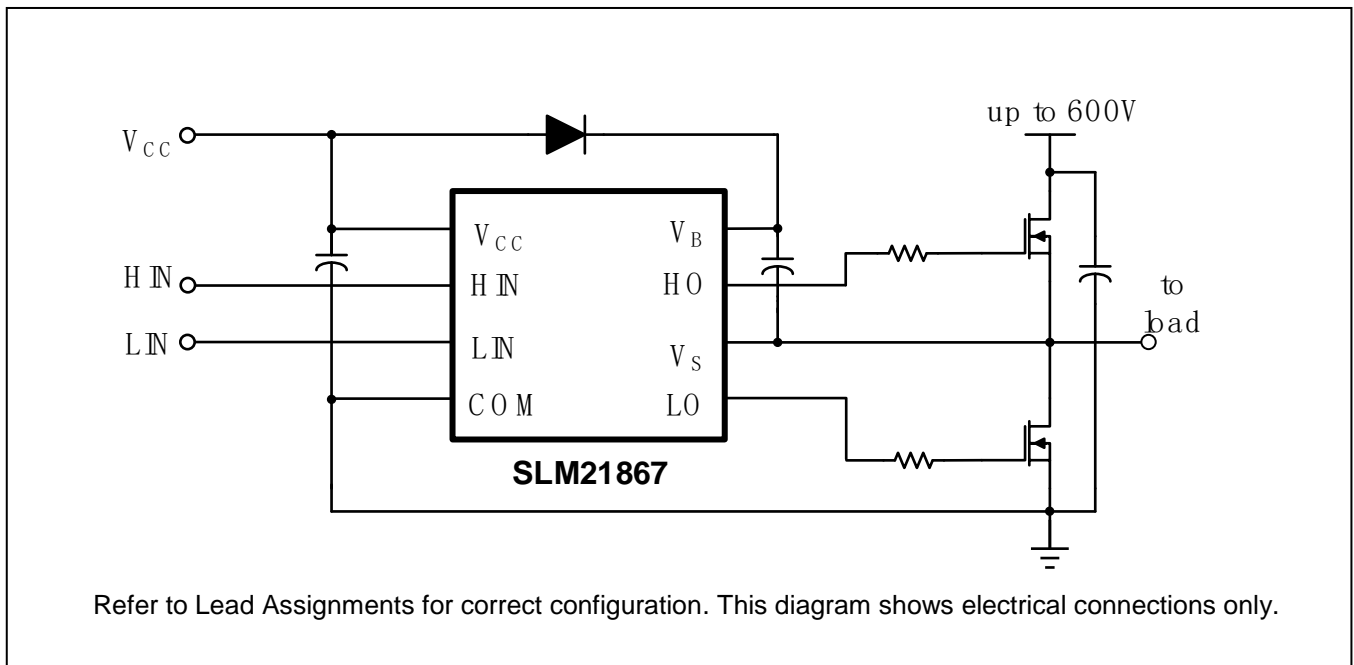 up to 600V
VCC
VCC
VB
HIN
HIN
HO
to
load
LIN
LIN
VS
COM
LO
SLM21867
Refer to Lead Assignments for correct configuration. This diagram shows electrical connections only.